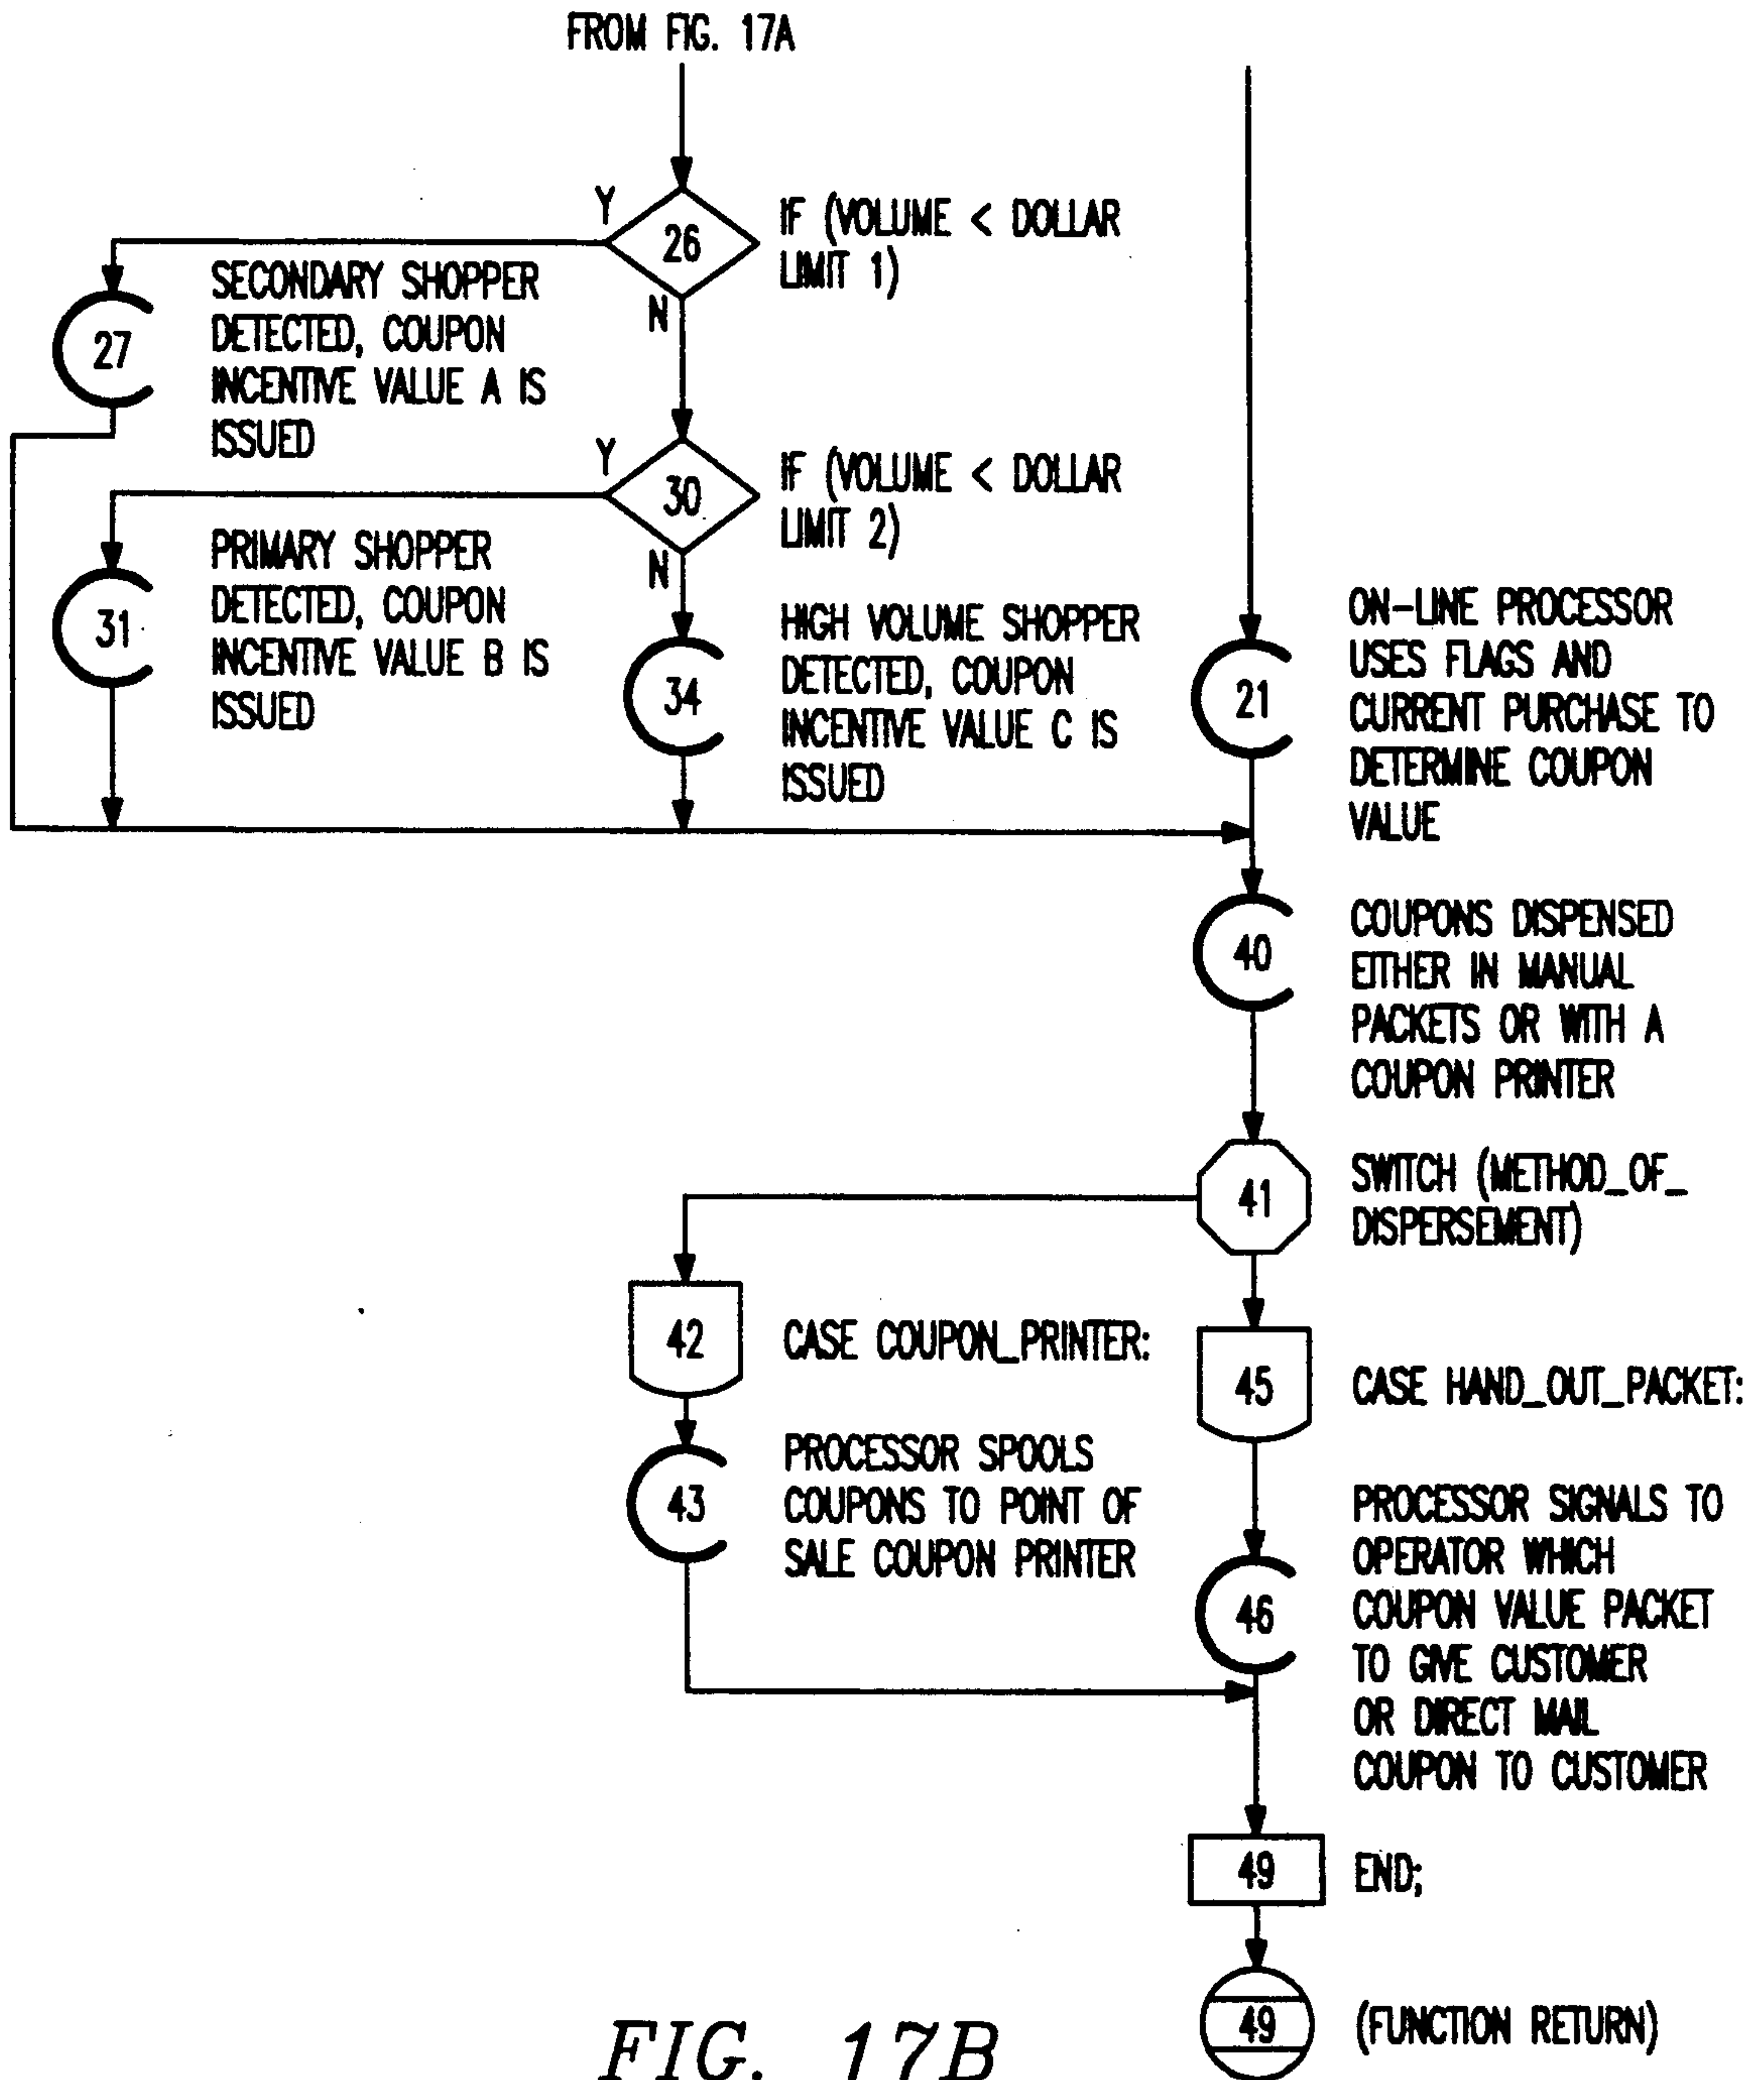 FROM FIG. 17A
Y
26
IF (VOLUME < DOLLAR
LIMIT 1)
N
27
SECONDARY SHOPPER
DETECTED, COUPON
INCENTIVE VALUE A IS
ISSUED
Y
30
IF (VOLUME < DOLLAR
LIMIT 2)
N
31
PRIMARY SHOPPER
DETECTED, COUPON
INCENTIVE VALUE B IS
ISSUED
34
HIGH VOLUME SHOPPER
DETECTED, COUPON
INCENTIVE VALUE C IS
ISSUED
21
ON-LINE PROCESSOR
USES FLAGS AND
CURRENT PURCHASE TO
DETERMINE COUPON
VALUE
40
COUPONS DISPENSED
EITHER IN MANUAL
PACKETS OR WITH A
COUPON PRINTER
41
SWITCH (METHOD_OF_
DISPERSEMENT)
42
CASE COUPON_PRINTER:
45
CASE HAND_OUT_PACKET:
43
PROCESSOR SPOOLS
COUPONS TO POINT OF
SALE COUPON PRINTER
46
PROCESSOR SIGNALS TO
OPERATOR WHICH
COUPON VALUE PACKET
TO GIVE CUSTOMER
OR DIRECT MAIL
COUPON TO CUSTOMER
49
END;
49
(FUNCTION RETURN)
FIG. 17B